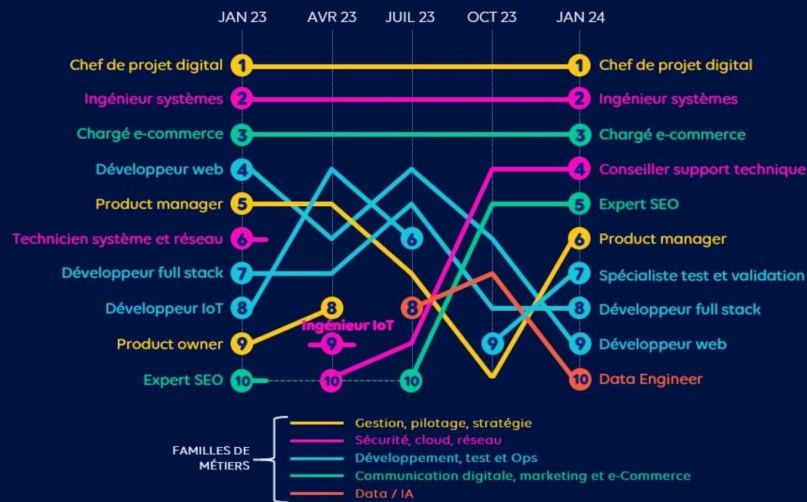 JAN 23 AVR 23 JUIL 23 OCT 23 JAN 24
Chef de projet digital 1 1 Chef de projet digital
Ingénieur systèmes 2 2 Ingénieur systèmes
Chargé e-commerce 3 3 Chargé e-commerce
Développeur web 4 4 Conseiller support technique
Product manager 5 5 Expert SEO
Technicien système et réseau 6 6 6 Product manager
Développeur full stack 7 7 Spécialiste test et validation
Développeur IoT 8 8 8 8 Développeur full stack
Ingénieur IoT
Product owner 9 9 9 9 Développeur web
Expert SEO 10 10 10 10 Data Engineer
FAMILLES DE
MÉTIERS
Gestion, pilotage, stratégie
Sécurité, cloud, réseau
Développement, test et Ops
Communication digitale, marketing et e-Commerce
Data / IA